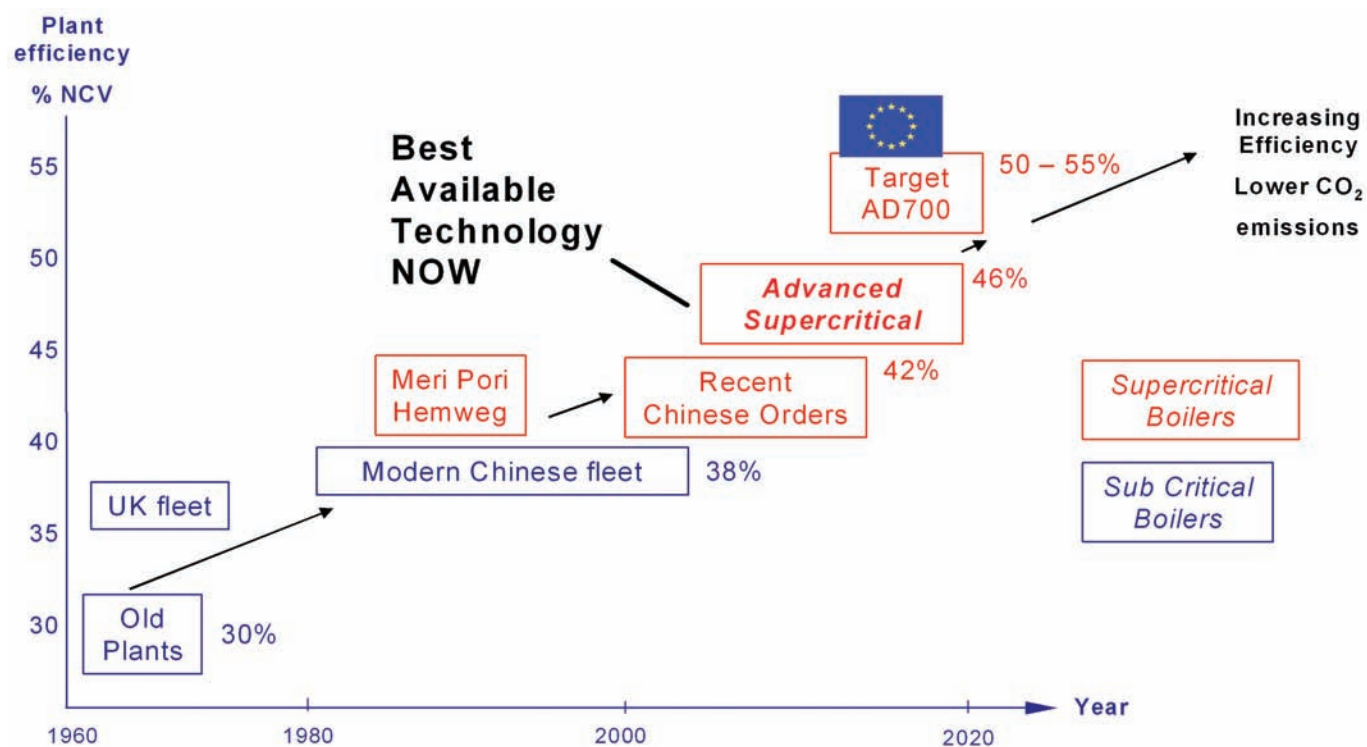 Plant
efficiency
% NCV
55
50
45
40
35
30
Best
Available
Technology
NOW
Target
AD700
50 – 55%
Increasing
Efficiency
Lower CO₂
emissions
Advanced
Supercritical
46%
Meri Pori
Hemweg
Recent
Chinese Orders
42%
Supercritical
Boilers
Modern Chinese fleet
38%
UK fleet
Sub Critical
Boilers
Old
Plants
30%
1960
1980
2000
2020
Year